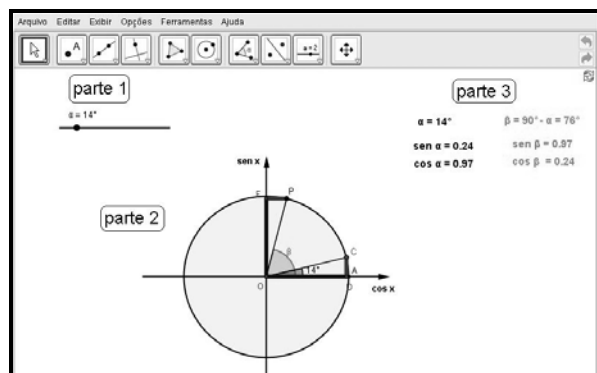 Arquivo Editar Exibir Opções Ferramentas Ajuda
A
a=2
parte 1
α = 14°
parte 2
sen x
E P
β
14°
C
A
O D
cos x
parte 3
α = 14° β = 90° - α = 76°
sen α = 0.24 sen β = 0.97
cos α = 0.97 cos β = 0.24